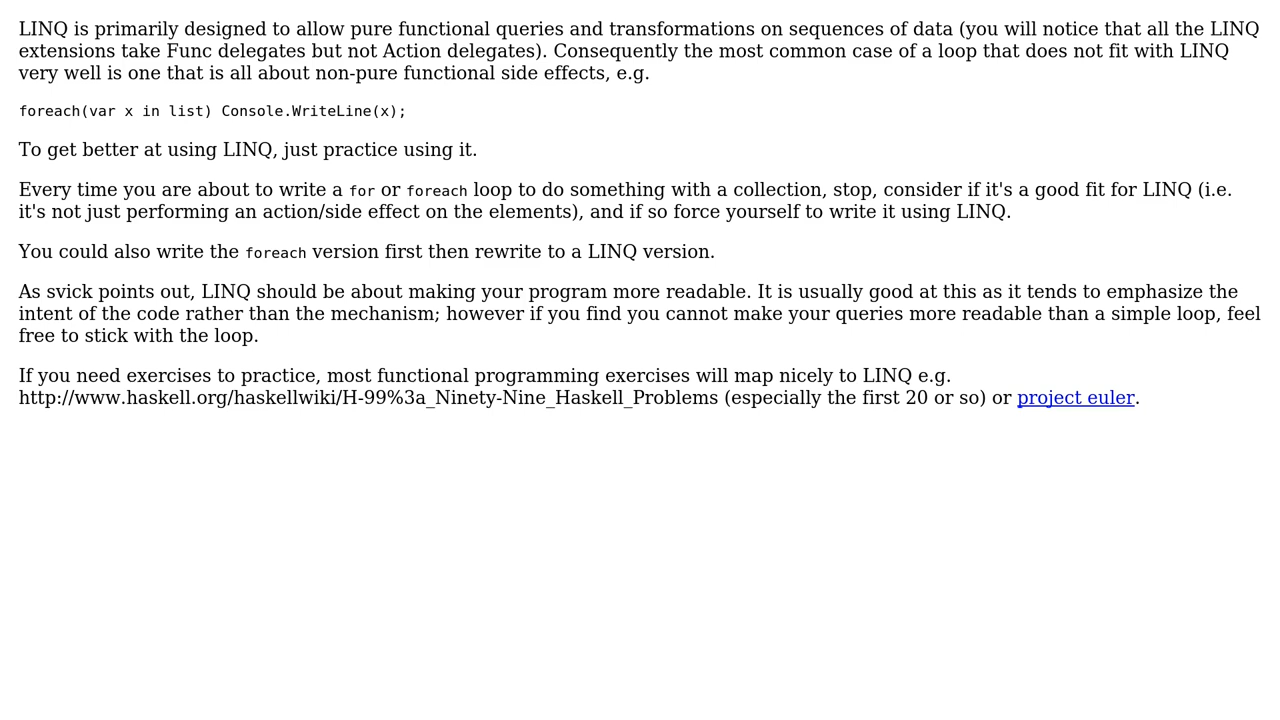 LINQ is primarily designed to allow pure functional queries and transformations on sequences of data (you will notice that all the LINQ
extensions take Func delegates but not Action delegates). Consequently the most common case of a loop that does not fit with LINQ
very well is one that is all about non-pure functional side effects, e.g.
foreach(var x in list) Console.WriteLine(x);
To get better at using LINQ, just practice using it.
Every time you are about to write a for or foreach loop to do something with a collection, stop, consider if it's a good fit for LINQ (i.e.
it's not just performing an action/side effect on the elements), and if so force yourself to write it using LINQ.
You could also write the foreach version first then rewrite to a LINQ version.
As svick points out, LINQ should be about making your program more readable. It is usually good at this as it tends to emphasize the
intent of the code rather than the mechanism; however if you find you cannot make your queries more readable than a simple loop, feel
free to stick with the loop.
If you need exercises to practice, most functional programming exercises will map nicely to LINQ e.g.
http://www.haskell.org/haskellwiki/H-99%3a_Ninety-Nine_Haskell_Problems (especially the first 20 or so) or project euler.